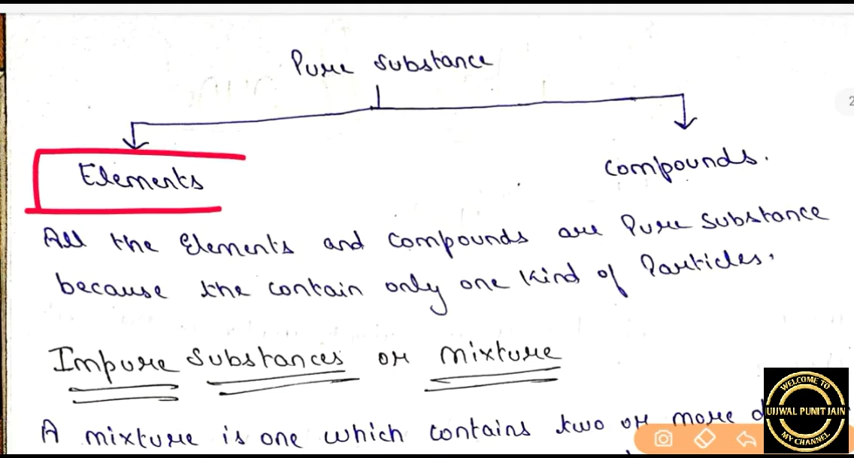 Pure substance
Elements
Compounds.
All the Elements and Compounds are Pure Substance
because the contain only one kind of Particles.
Impure Substances or mixture
A mixture is one which contains two or more
2
WELCOME TO
UJJWAL PUNIT JAIN
MY CHANNEL